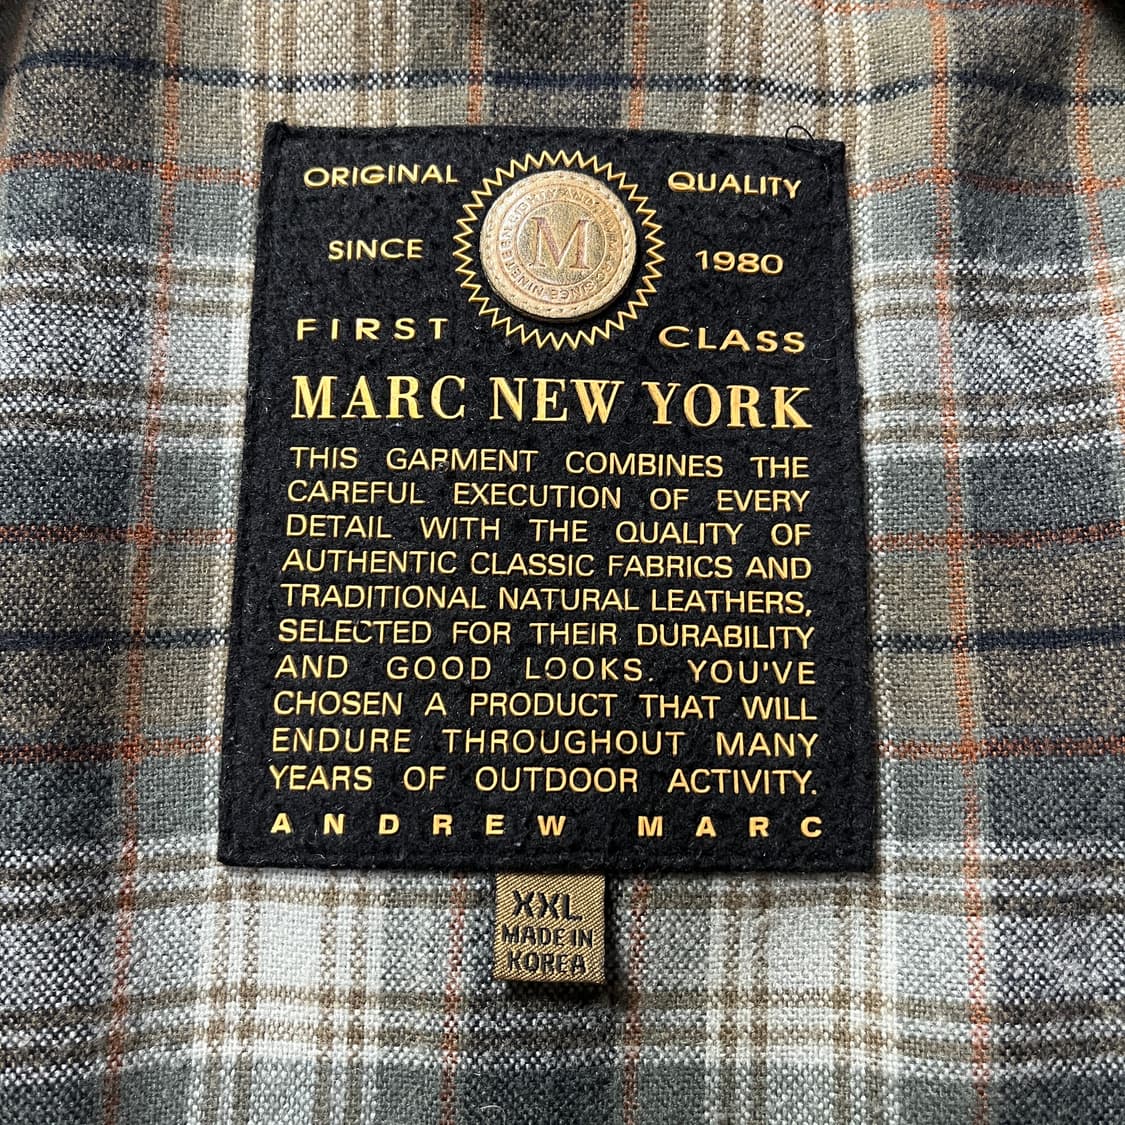 ORIGINAL QUALITY
SINCE 1980
FIRST CLASS
M
MARC NEW YORK
THIS GARMENT COMBINES THE
CAREFUL EXECUTION OF EVERY
DETAIL WITH THE QUALITY OF
AUTHENTIC CLASSIC FABRICS AND
TRADITIONAL NATURAL LEATHERS,
SELECTED FOR THEIR DURABILITY
AND GOOD LOOKS. YOU'VE
CHOSEN A PRODUCT THAT WILL
ENDURE THROUGHOUT MANY
YEARS OF OUTDOOR ACTIVITY.
ANDREW MARC
XXL
MADE IN
KOREA